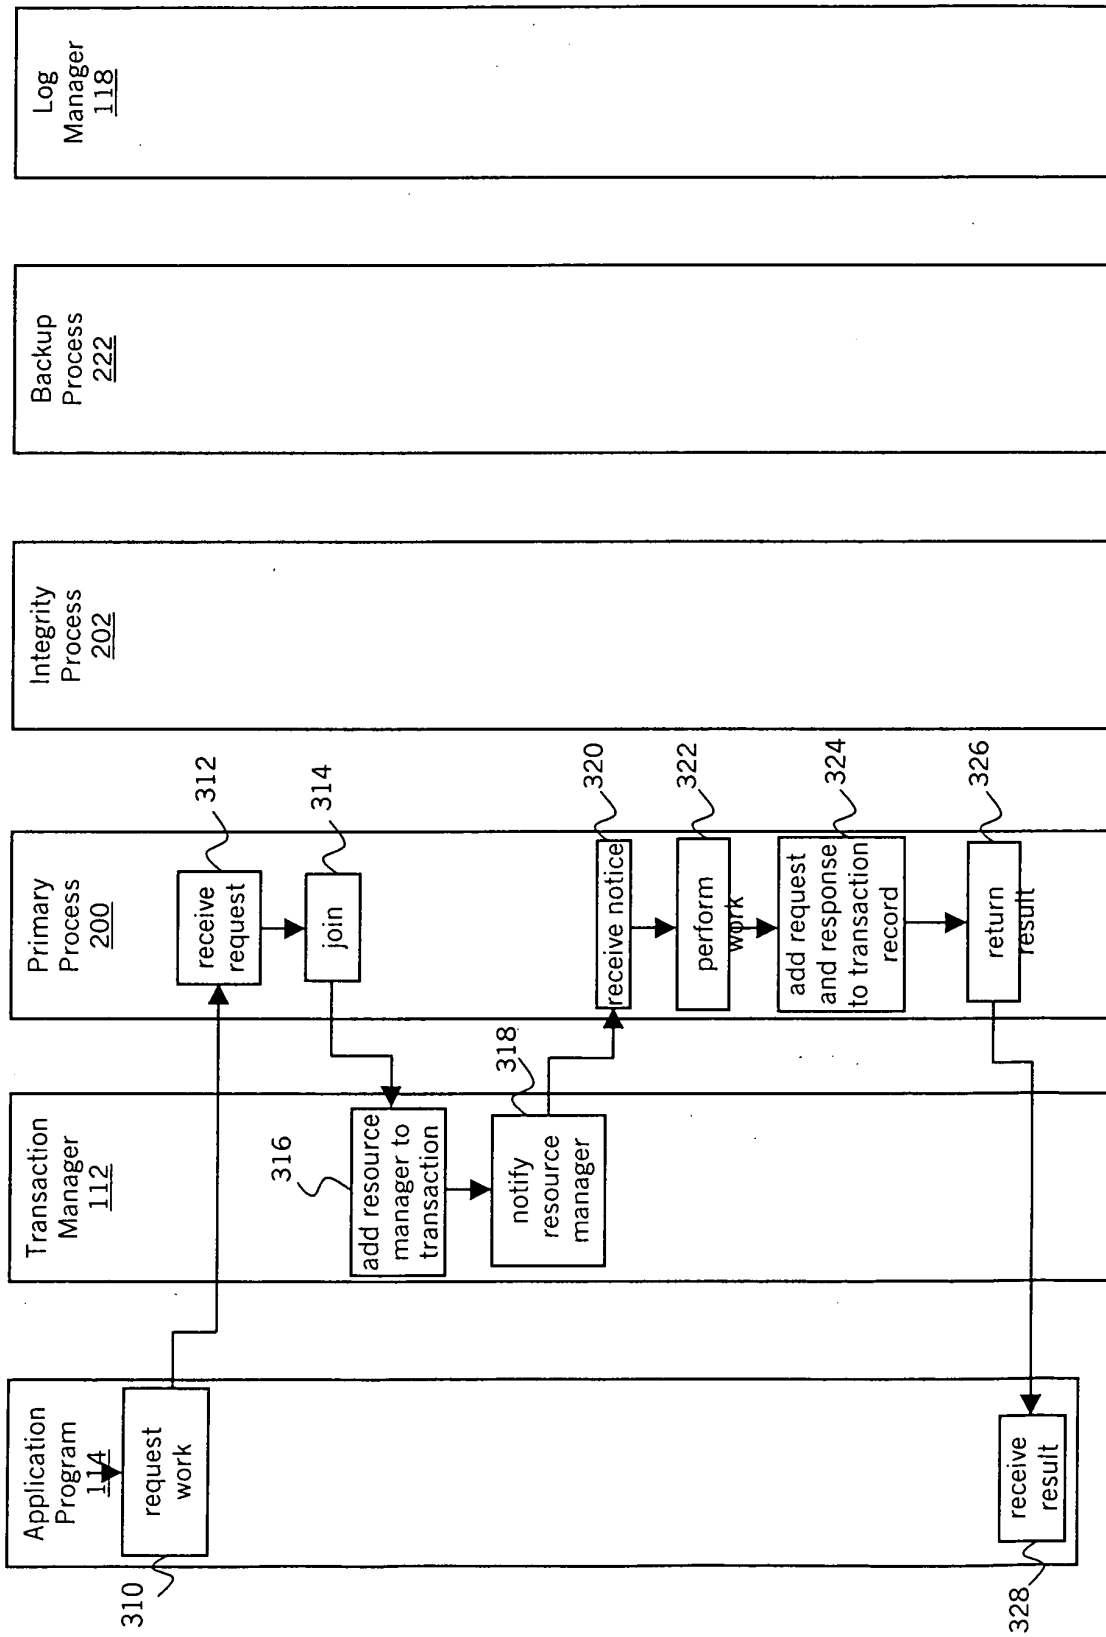 Application
Program
114
Transaction
Manager
112
Primary
Process
200
Integrity
Process
202
Backup
Process
222
Log
Manager
118
310
request
work
312
receive
request
314
join
316
add resource
manager to
transaction
318
notify
resource
manager
320
receive notice
322
perform
work
324
add request
and response
to transaction
record
326
return
result
328
receive
result